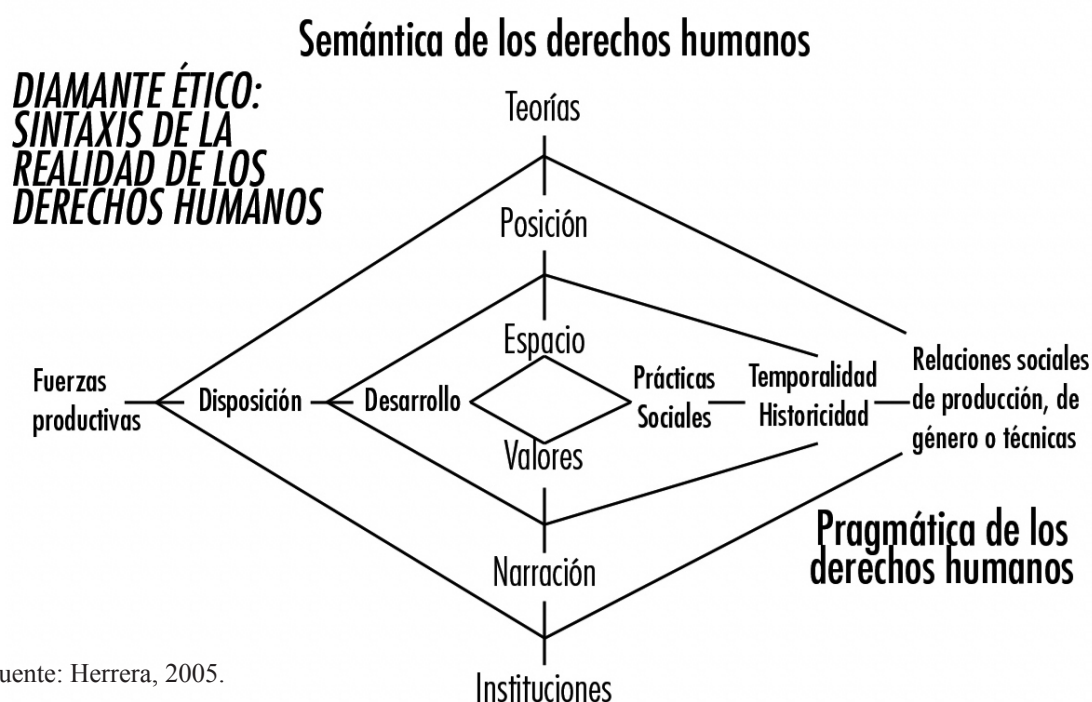 Semántica de los derechos humanos
DIAMANTE ÉTICO:
SINTAXIS DE LA
REALIDAD DE LOS
DERECHOS HUMANOS
Teorías
Posición
Espacio
Fuerzas
productivas
Disposición
Desarrollo
Prácticas
Sociales
Temporalidad
Historicidad
Relaciones sociales
de producción, de
género o técnicas
Valores
Narración
Pragmática de los
derechos humanos
Instituciones
uente: Herrera, 2005.